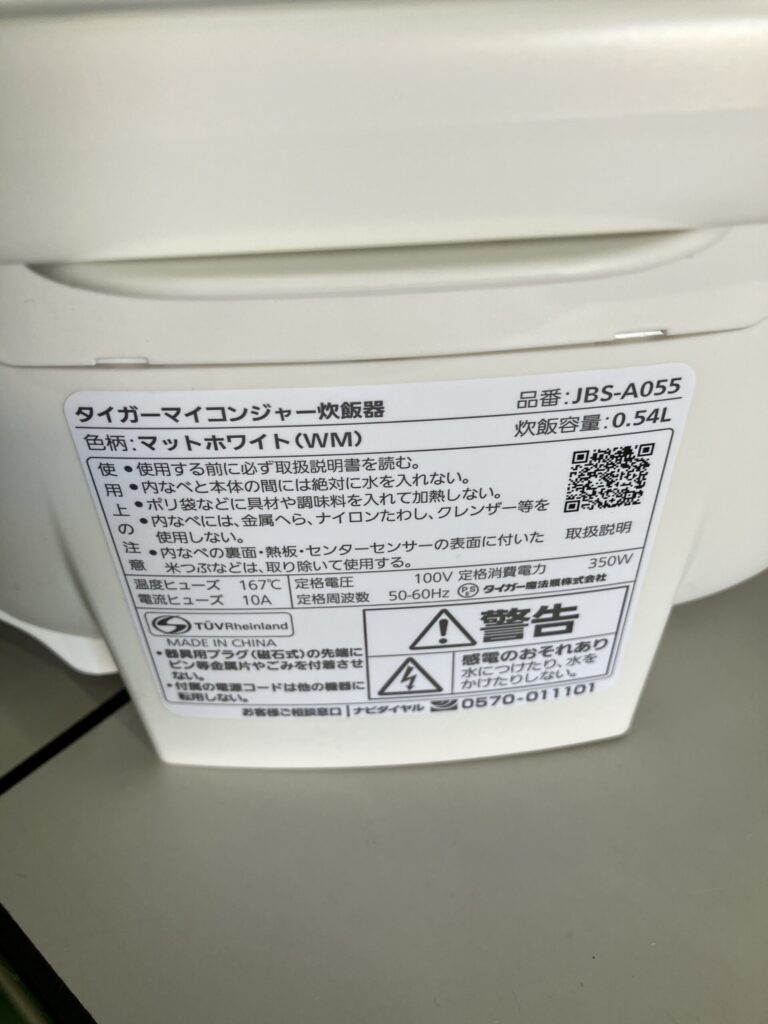 タイガーマイコンジャー炊飯器
品番:JBS-A055
色柄:マットホワイト(WM)
炊飯容量:0.54L
使用上の注意
•使用する前に必ず取扱説明書を読む。
•内なべと本体の間には絶対に水を入れない。
•ポリ袋などに具材や調味料を入れて加熱しない。
•内なべには、金属へら、ナイロンたわし、クレンザー等を
使用しない。
•内なべの裏面・熱板・センターセンサーの表面に付いた
米つぶなどは、取り除いて使用する。
取扱説明
温度ヒューズ 167℃
電流ヒューズ 10A
定格電圧 100V 定格消費電力 350W
定格周波数 50-60Hz PSE タイガー魔法瓶株式会社
TÜVRheinland
MADE IN CHINA
•器具用プラグ(磁石式)の先端に
ピン等金属片やごみを付着させ
ない。
•付属の電源コードは他の機器に
転用しない。
警告
感電のおそれあり
水につけたり、水を
かけたりしない。
お客様ご相談窓口 ナビダイヤル 0570-011101